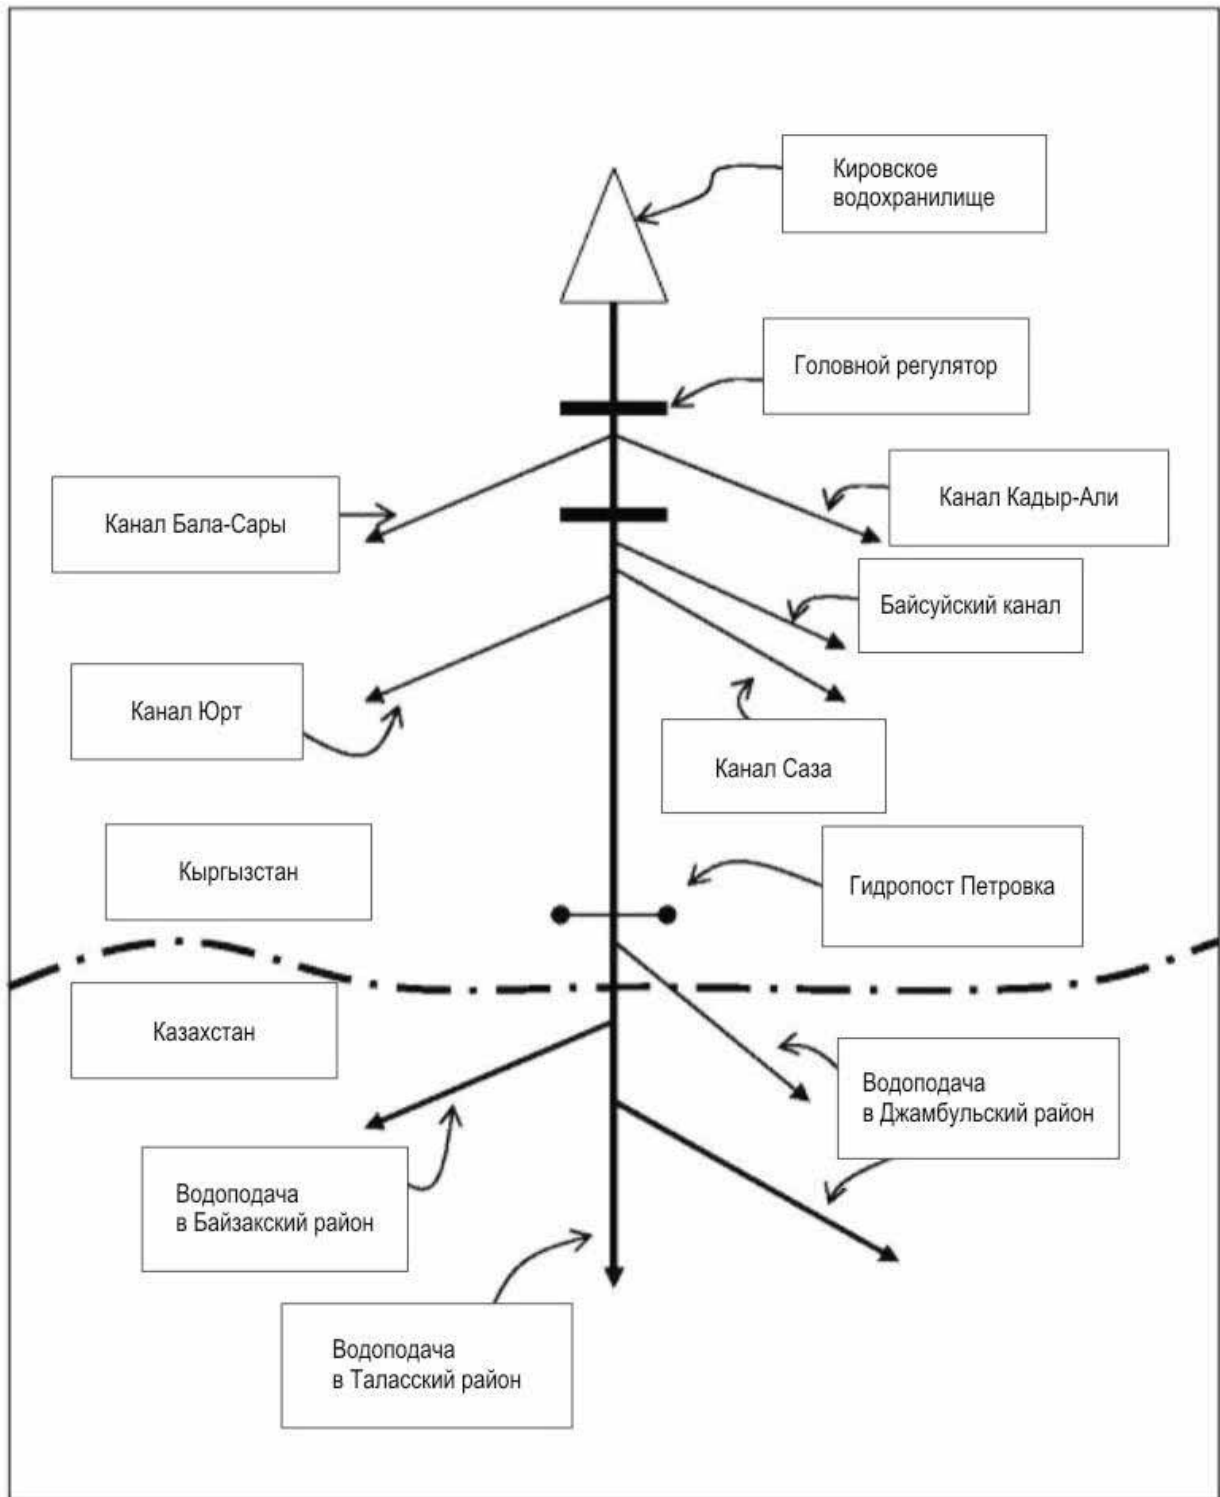 Кировское
водохранилище
Головной регулятор
Канал Бала-Сары
Канал Кадыр-Али
Байсуйский канал
Канал Юрт
Канал Саза
Кыргызстан
Гидропост Петровка
Казахстан
Водоподача
в Джамбульский район
Водоподача
в Байзакский район
Водоподача
в Таласский район